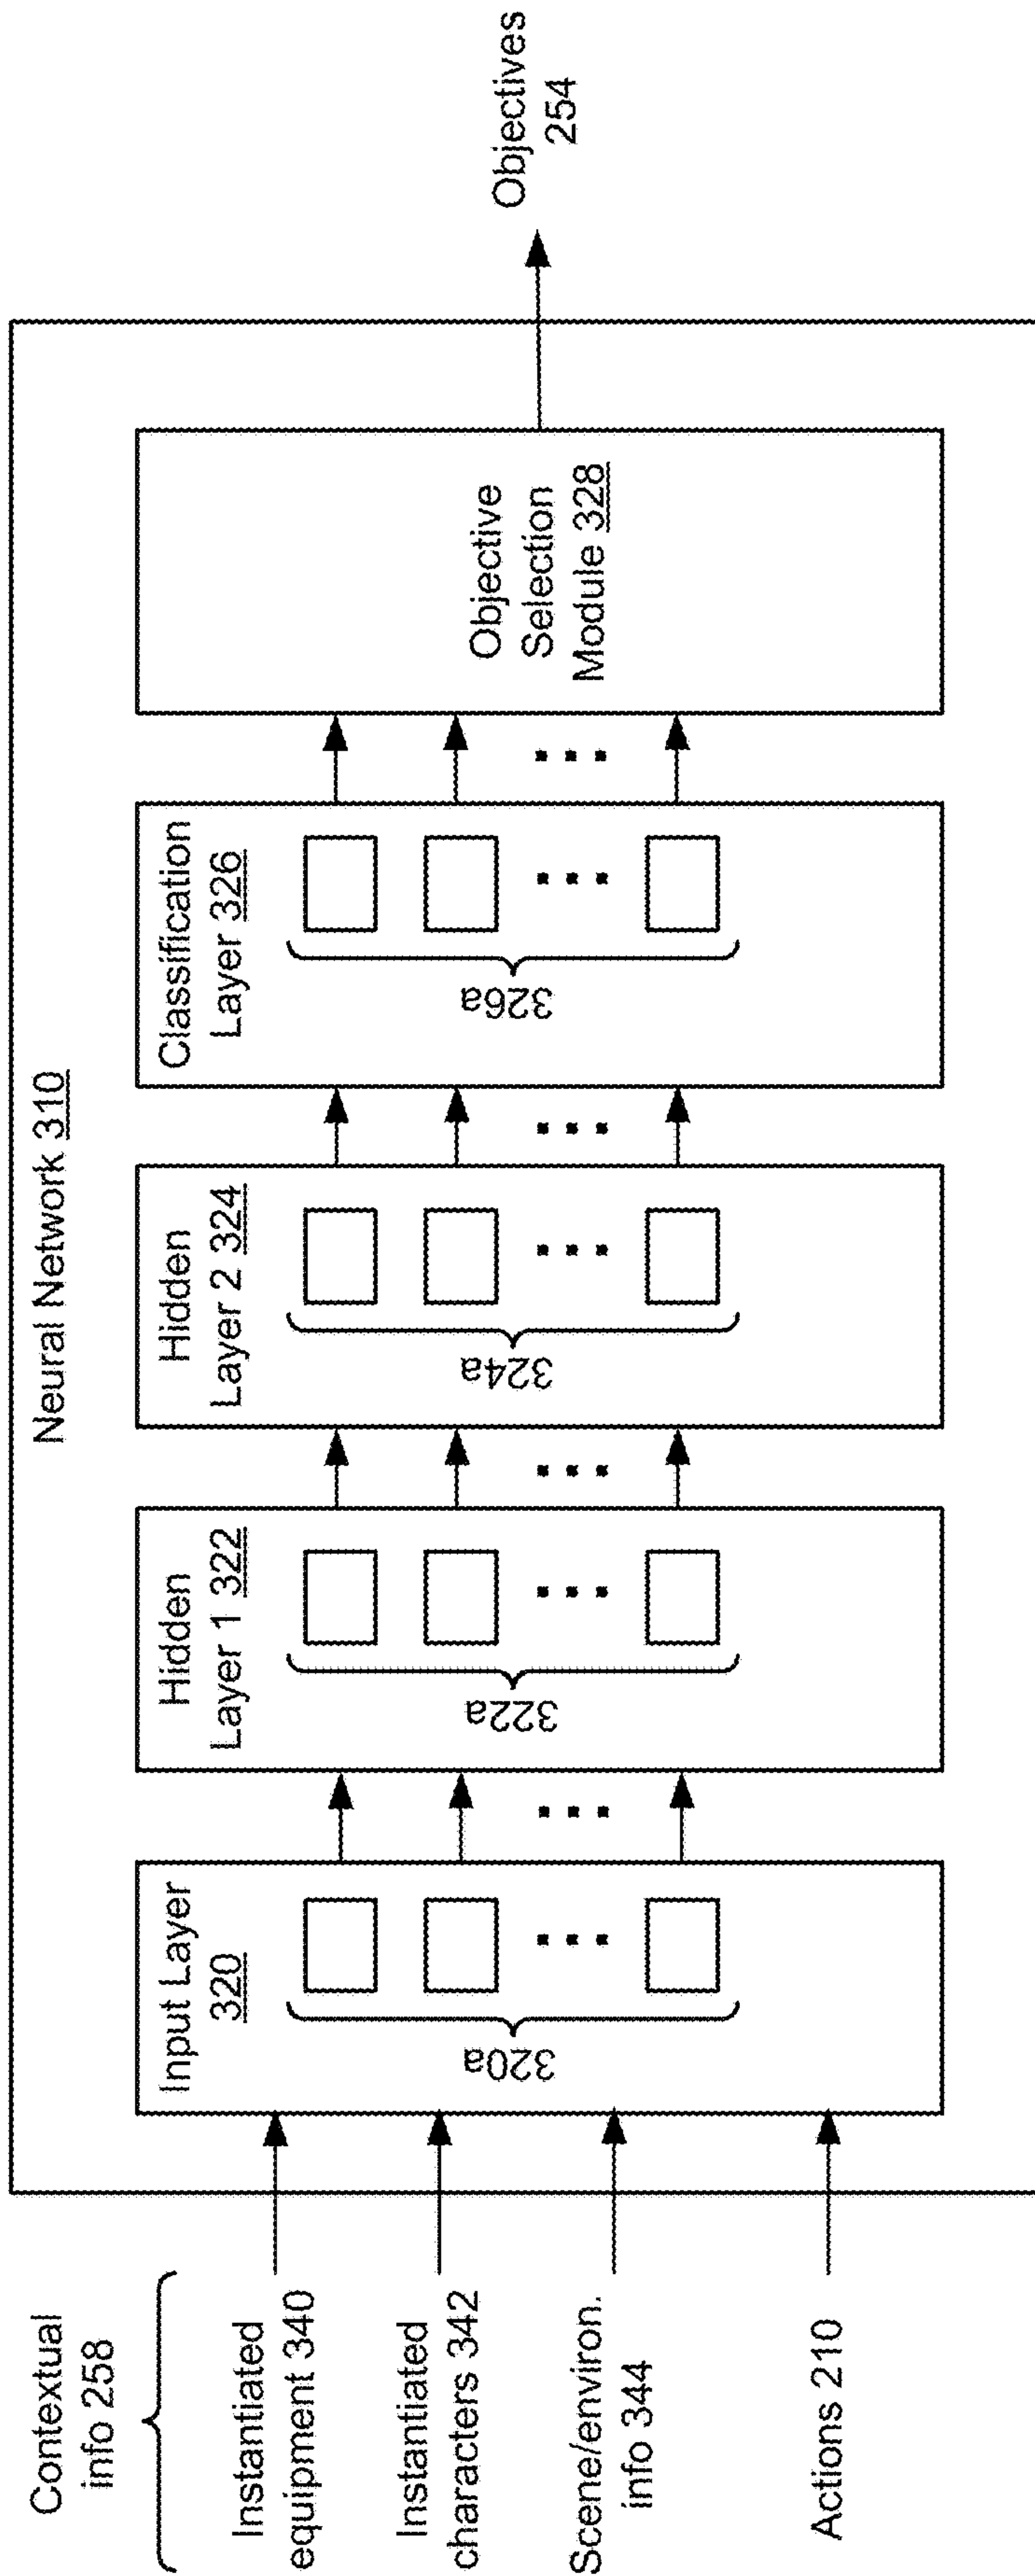 Neural Network 310
Contextual
info 258
Instantiated
equipment 340
Instantiated
characters 342
Scene/environ.
info 344
Actions 210
Input Layer
320
320a
Hidden
Layer 1 322
322a
Hidden
Layer 2 324
324a
Classification
Layer 326
326a
Objective
Selection
Module 328
Objectives
254